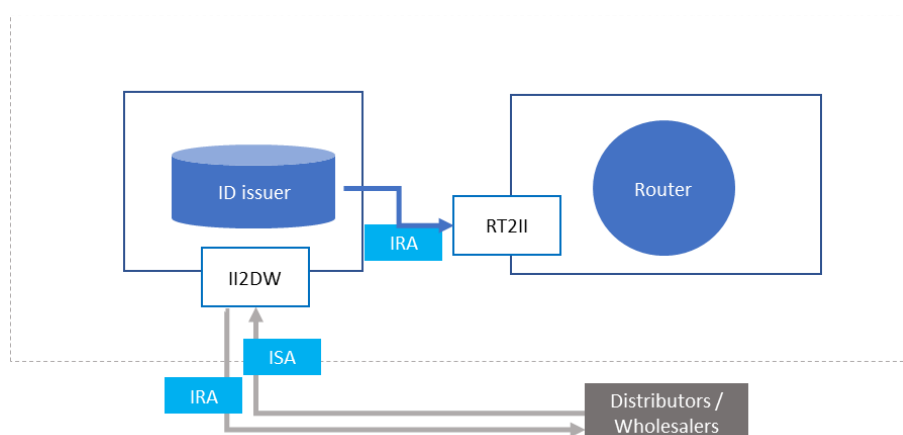 ID issuer
Router
RT2II
IRA
II2DW
ISA
IRA
Distributors /
Wholesalers